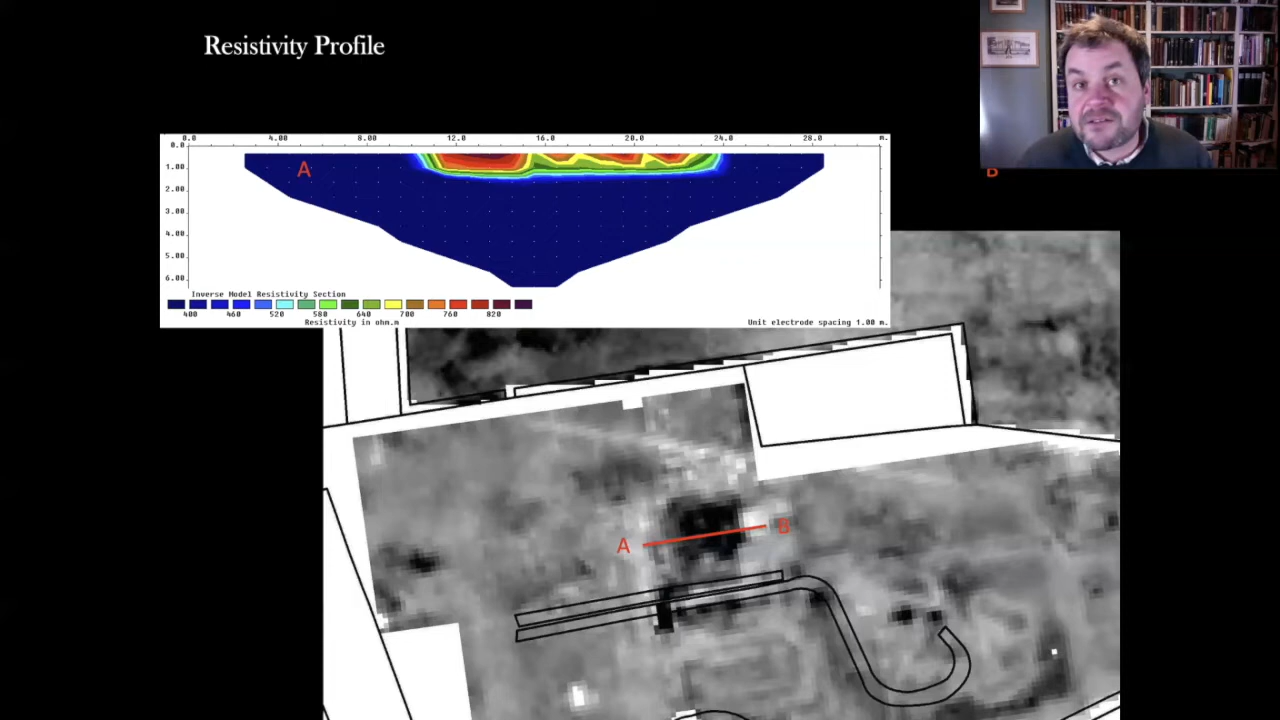 Resistivity Profile
0.0 4.00 8.00 12.0 16.0 20.0 24.0 28.0 m.
0.0
1.00
2.00
3.00
4.00
5.00
6.00
A
B
Inverse Model Resistivity Section
400 460 520 580 640 700 760 820
Resistivity in ohm.m
Unit electrode spacing 1.00 m.
A
B